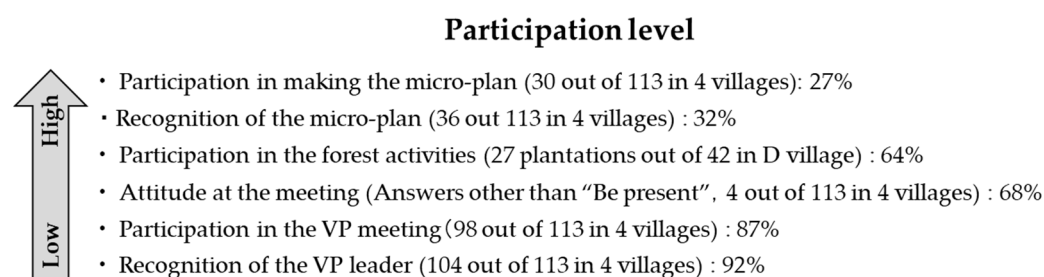 Participation level
High
• Participation in making the micro-plan (30 out of 113 in 4 villages): 27%
• Recognition of the micro-plan (36 out 113 in 4 villages) : 32%
• Participation in the forest activities (27 plantations out of 42 in D village) : 64%
• Attitude at the meeting (Answers other than “Be present”, 4 out of 113 in 4 villages) : 68%
Low
• Participation in the VP meeting (98 out of 113 in 4 villages) : 87%
• Recognition of the VP leader (104 out of 113 in 4 villages) : 92%